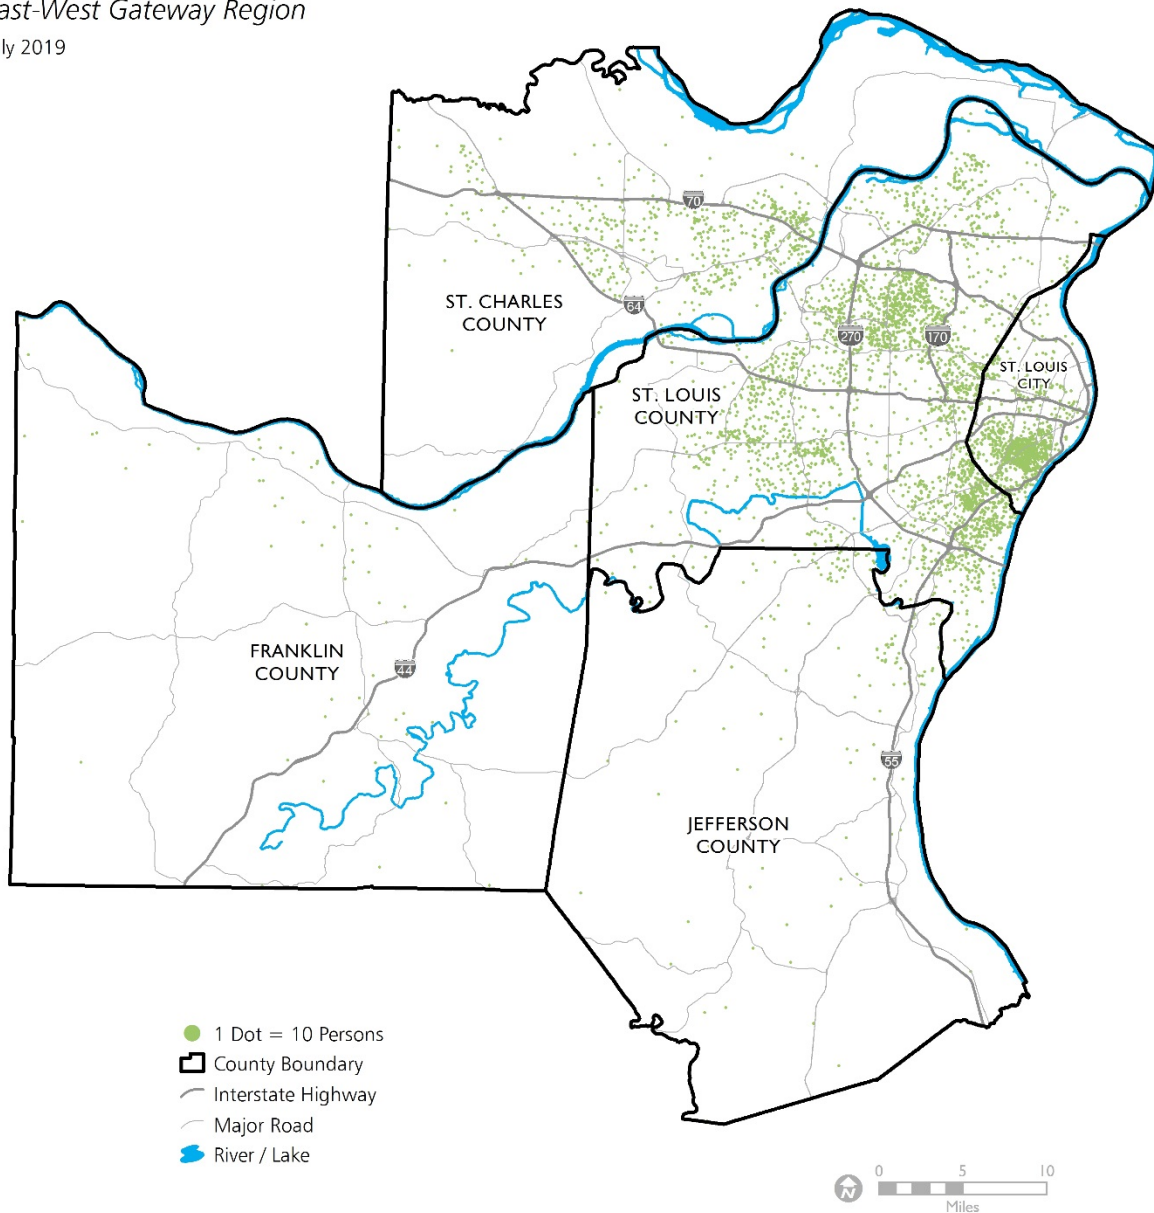 ast-West Gateway Region
ly 2019
70
ST. CHARLES
COUNTY
64
270
170
ST. LOUIS
CITY
ST. LOUIS
COUNTY
FRANKLIN
COUNTY
44
55
JEFFERSON
COUNTY
1 Dot = 10 Persons
County Boundary
Interstate Highway
Major Road
River / Lake
N
0 5 10
Miles